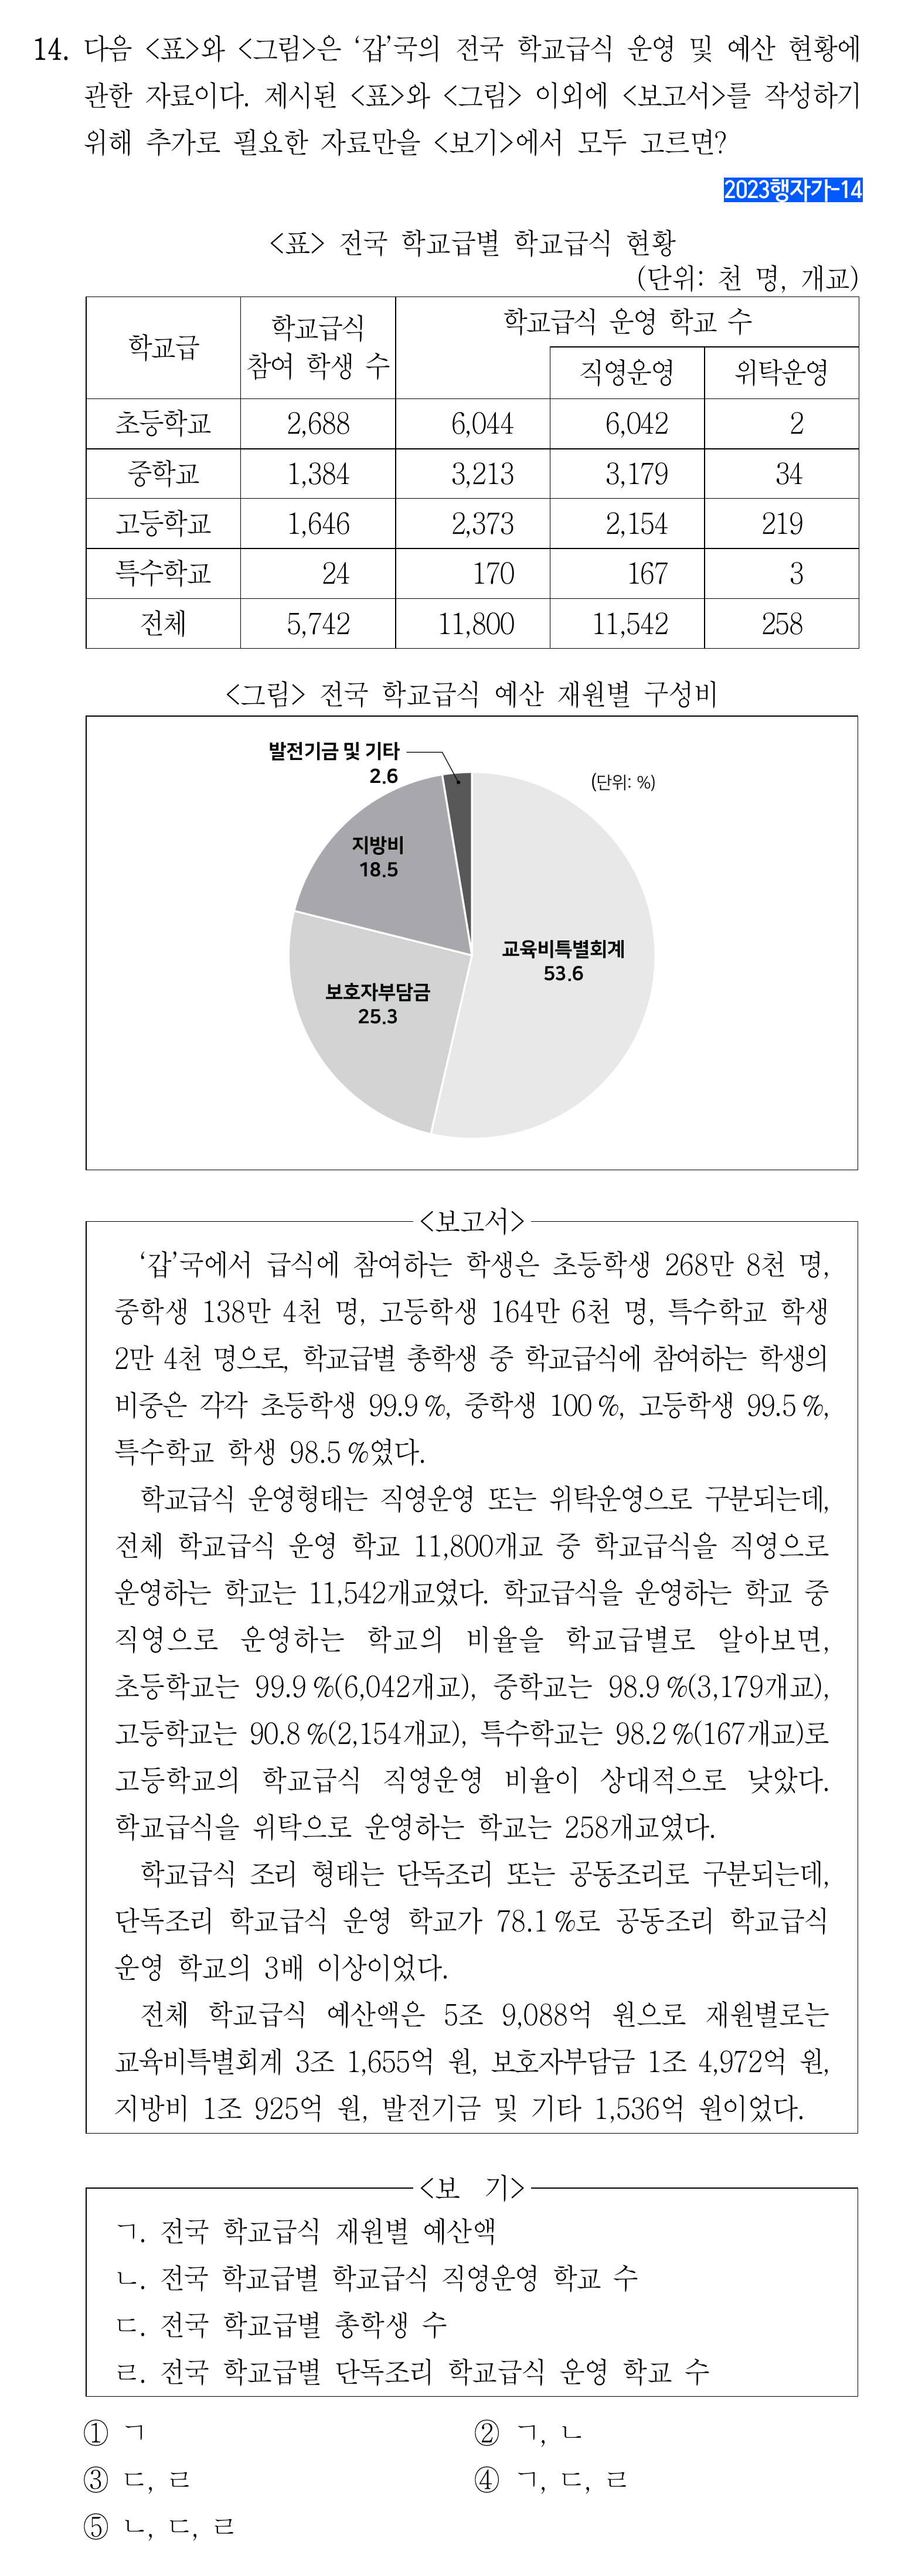 14. 다음 <표>와 <그림>은 ‘갑’국의 전국 학교급식 운영 및 예산 현황에
관한 자료이다. 제시된 <표>와 <그림> 이외에 <보고서>를 작성하기
위해 추가로 필요한 자료만을 <보기>에서 모두 고르면?
2023행자가-14
<표> 전국 학교급별 학교급식 현황
(단위: 천 명, 개교)
학교급 학교급식 참여 학생 수 학교급식 운영 학교 수
직영운영 위탁운영
초등학교 2,688 6,044 6,042 2
중학교 1,384 3,213 3,179 34
고등학교 1,646 2,373 2,154 219
특수학교 24 170 167 3
전체 5,742 11,800 11,542 258
<그림> 전국 학교급식 예산 재원별 구성비
발전기금 및 기타
2.6
(단위: %)
지방비
18.5
교육비특별회계
53.6
보호자부담금
25.3
<보고서>
‘갑’국에서 급식에 참여하는 학생은 초등학생 268만 8천 명,
중학생 138만 4천 명, 고등학생 164만 6천 명, 특수학교 학생
2만 4천 명으로, 학교급별 총학생 중 학교급식에 참여하는 학생의
비중은 각각 초등학생 99.9%, 중학생 100%, 고등학생 99.5%,
특수학교 학생 98.5%였다.
학교급식 운영형태는 직영운영 또는 위탁운영으로 구분되는데,
전체 학교급식 운영 학교 11,800개교 중 학교급식을 직영으로
운영하는 학교는 11,542개교였다. 학교급식을 운영하는 학교 중
직영으로 운영하는 학교의 비율을 학교급별로 알아보면,
초등학교는 99.9%(6,042개교), 중학교는 98.9%(3,179개교),
고등학교는 90.8%(2,154개교), 특수학교는 98.2%(167개교)로
고등학교의 학교급식 직영운영 비율이 상대적으로 낮았다.
학교급식을 위탁으로 운영하는 학교는 258개교였다.
학교급식 조리 형태는 단독조리 또는 공동조리로 구분되는데,
단독조리 학교급식 운영 학교가 78.1%로 공동조리 학교급식
운영 학교의 3배 이상이었다.
전체 학교급식 예산액은 5조 9,088억 원으로 재원별로는
교육비특별회계 3조 1,655억 원, 보호자부담금 1조 4,972억 원,
지방비 1조 925억 원, 발전기금 및 기타 1,536억 원이었다.
<보 기>
ㄱ. 전국 학교급식 재원별 예산액
ㄴ. 전국 학교급별 학교급식 직영운영 학교 수
ㄷ. 전국 학교급별 총학생 수
ㄹ. 전국 학교급별 단독조리 학교급식 운영 학교 수
① ㄱ ② ㄱ, ㄴ
③ ㄷ, ㄹ ④ ㄱ, ㄷ, ㄹ
⑤ ㄴ, ㄷ, ㄹ